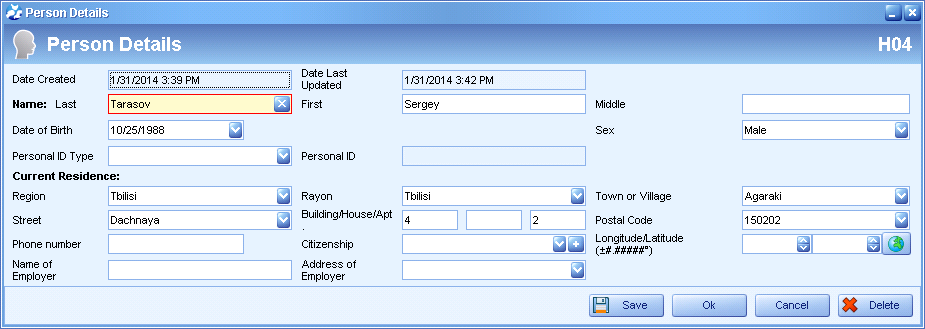 Person Details
Person Details H04
Date Created 1/31/2014 3:39 PM Date Last Updated 1/31/2014 3:42 PM
Name: Last Tarasov First Sergey Middle
Date of Birth 10/25/1988 Sex Male
Personal ID Type Personal ID
Current Residence:
Region Tbilisi Rayon Tbilisi Town or Village Agaraki
Street Dachnaya Building/House/Apt. 4 2 Postal Code 150202
Phone number Citizenship Longitude/Latitude (±#.#####°)
Name of Employer Address of Employer
Save Ok Cancel Delete